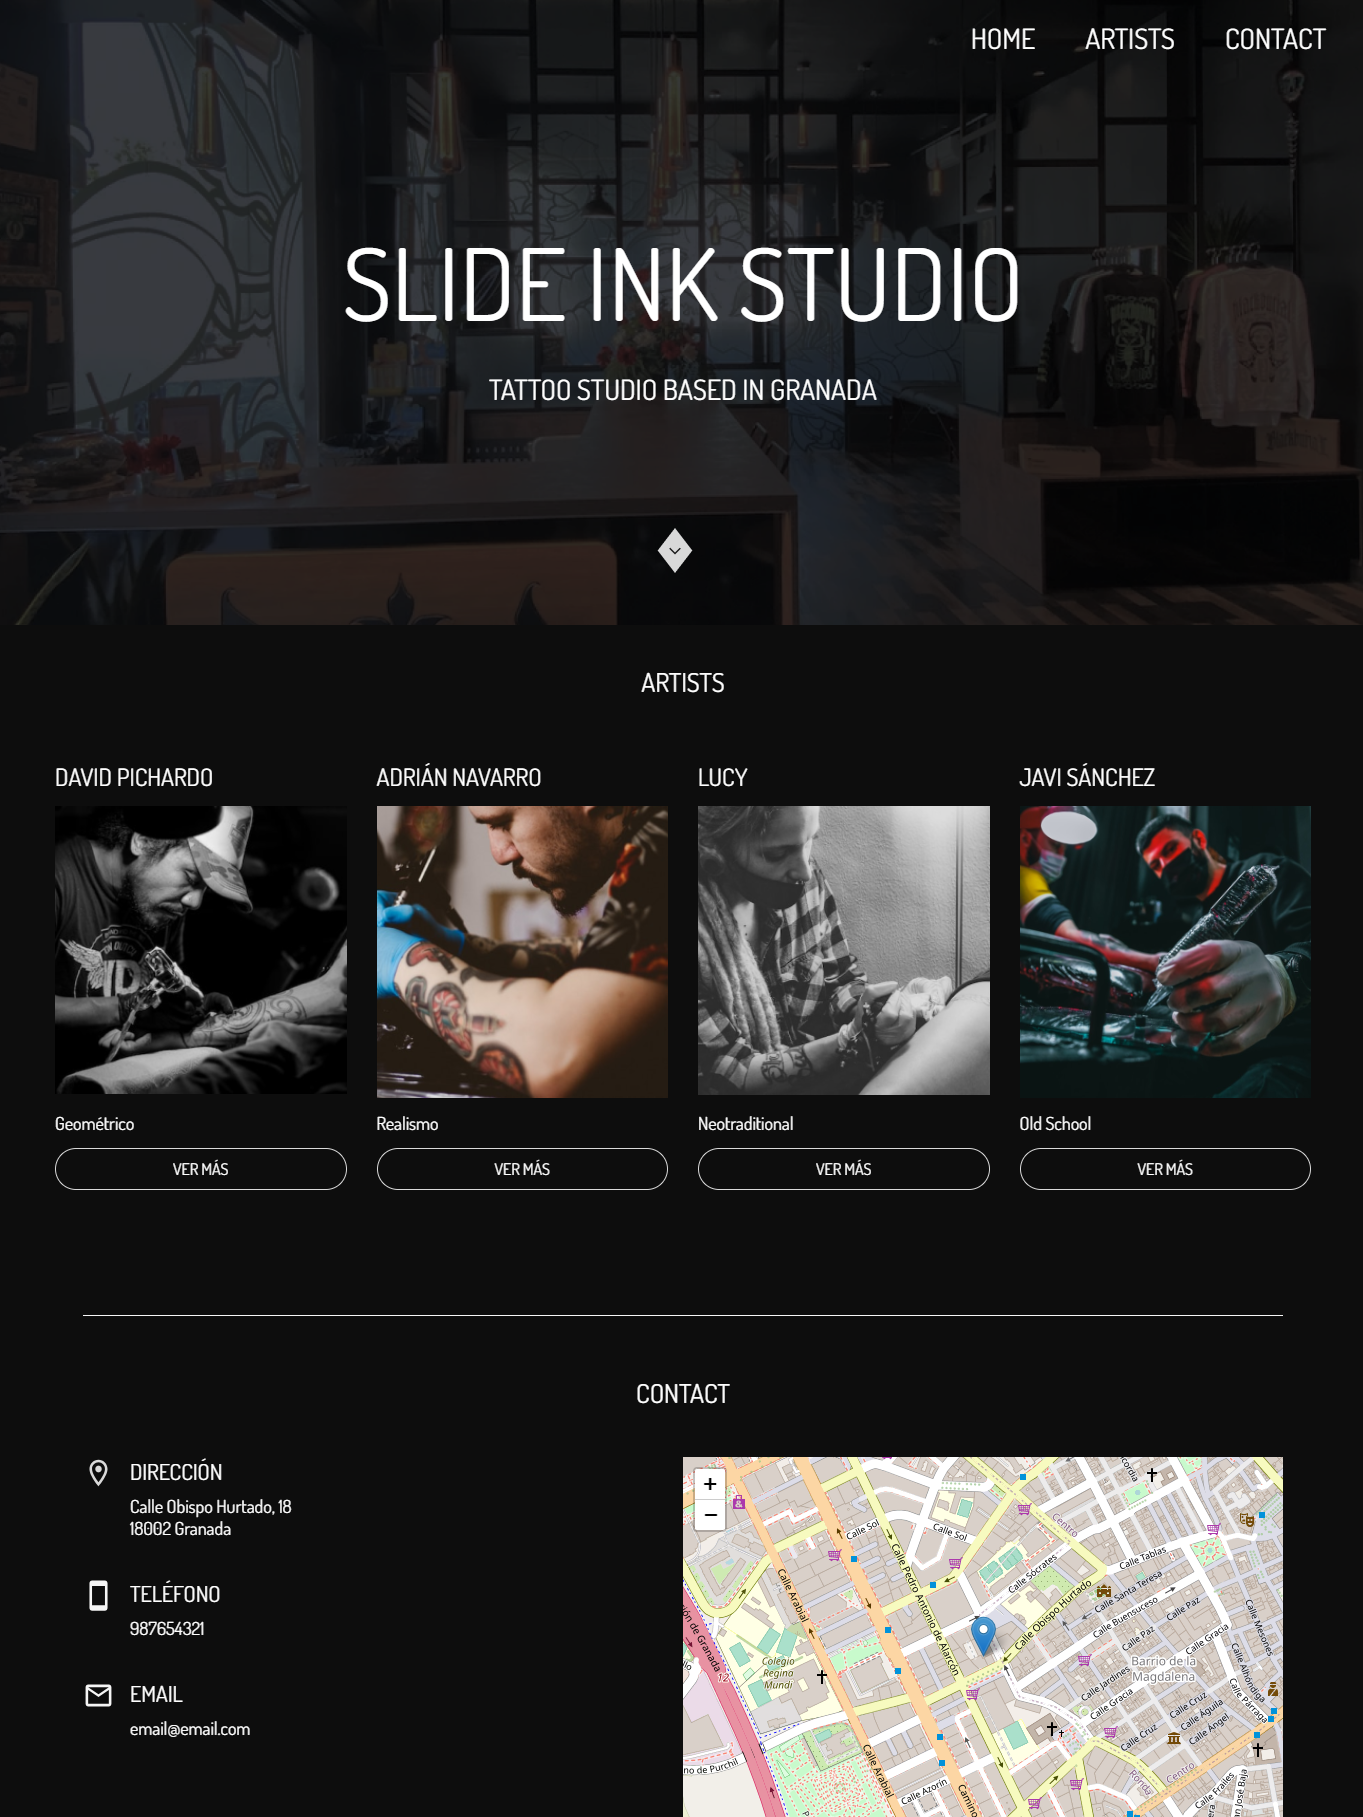 HOME ARTISTS CONTACT
SLIDE INK STUDIO
TATTOO STUDIO BASED IN GRANADA
ARTISTS
DAVID PICHARDO
ADRIÁN NAVARRO
LUCY
JAVI SÁNCHEZ
Geométrico
Realismo
Neotraditional
Old School
VER MÁS
VER MÁS
VER MÁS
VER MÁS
CONTACT
DIRECCIÓN
Calle Obispo Hurtado, 18
18002 Granada
TELÉFONO
987654321
EMAIL
email@email.com
+
−
Calle Sol
Calle Sol
Centro
Calle Tablas
Calle Sócrates
Calle Santa Teresa
Calle Obispo Hurtado
Calle Buensuceso
Calle Paz
Calle Paz
Calle Gracia
Calle Mesones
Calle Arabial
Calle Pedro Antonio de Alarcón
Colegio
Regina
Mundi
Barrio de la
Magdalena
Calle Alhóndiga
Calle Párraga
Calle Jardines
Calle Gracia
Calle Cruz
Calle Águila
Calle Ángel
Calle Cruz
Centro
Ronda
Calle Arabial
Calle Azorín
Camino
Calle Frailes
San José Baja
no de Purchil
ón de Granada
12